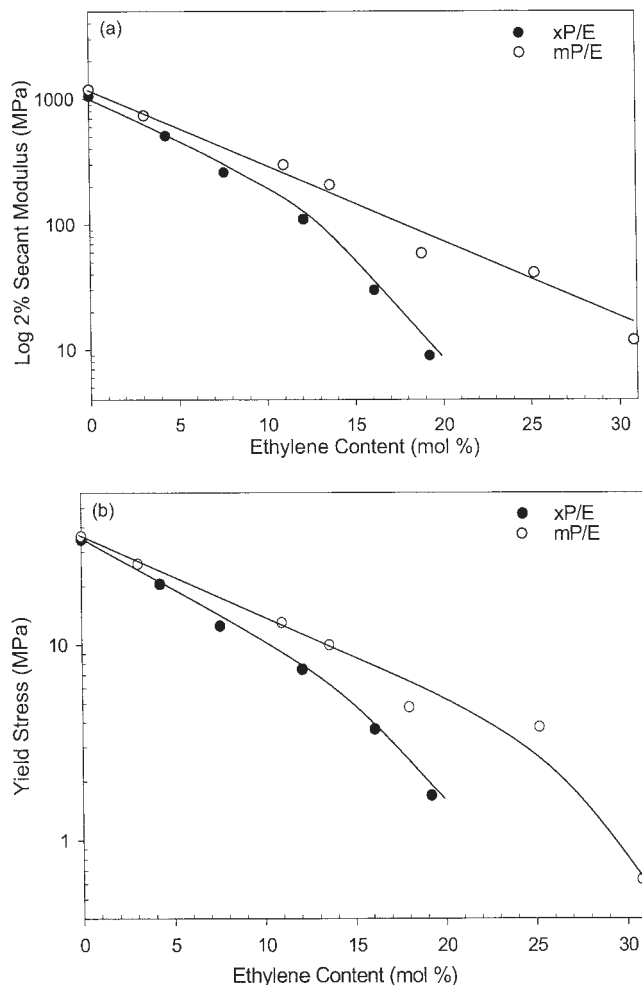 (a)
xP/E
mP/E
1000
100
10
Log 2% Secant Modulus (MPa)
0 5 10 15 20 25 30
Ethylene Content (mol %)
(b)
xP/E
mP/E
10
1
Yield Stress (MPa)
0 5 10 15 20 25 30
Ethylene Content (mol %)